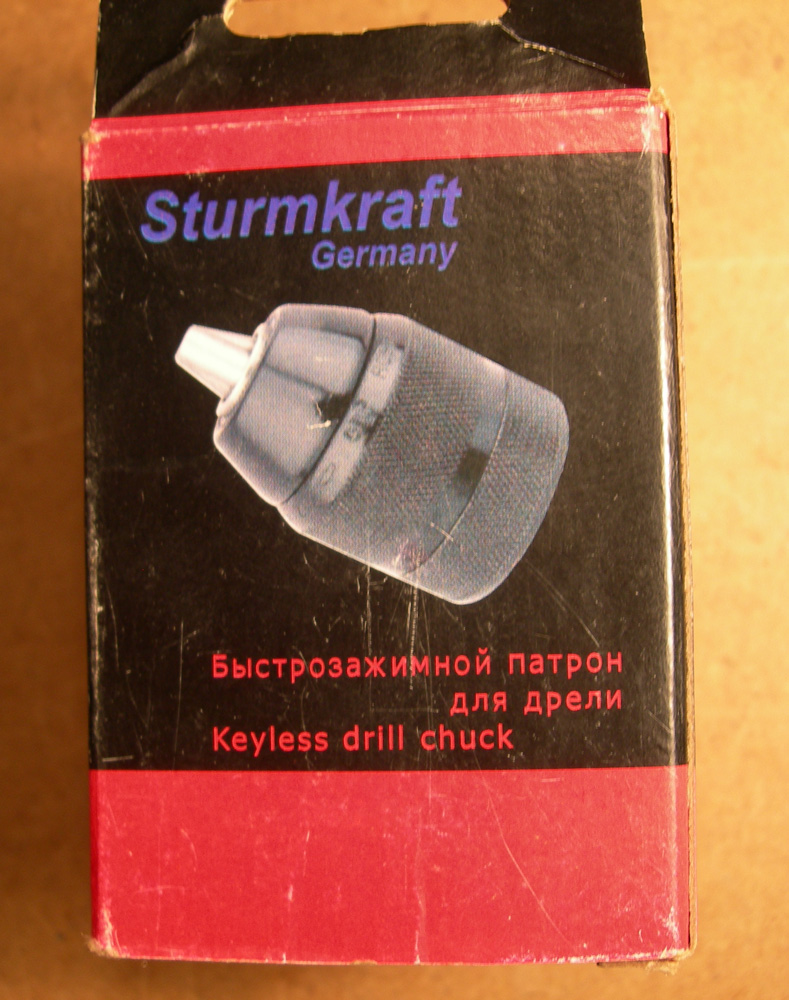 Sturmkraft
Germany
Быстрозажимной патрон
для дрели
Keyless drill chuck